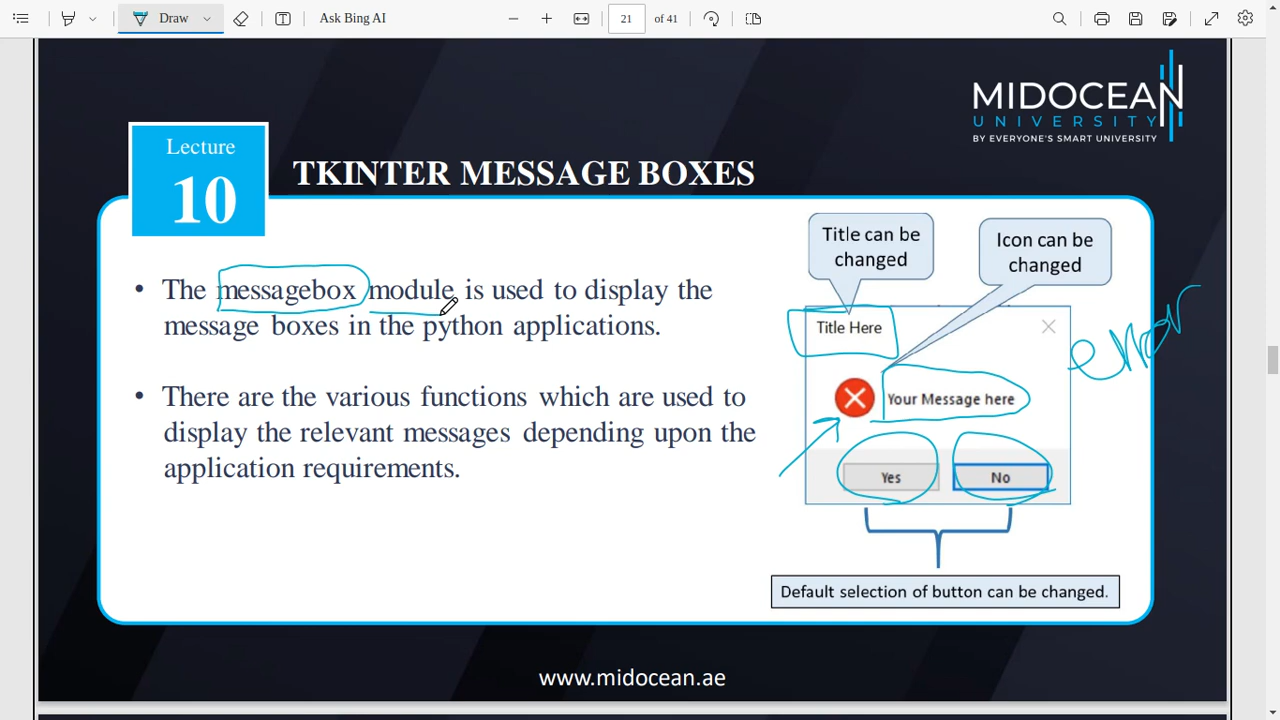 Draw
Ask Bing AI
21 of 41
MIDOCEAN
UNIVERSITY
BY EVERYONE'S SMART UNIVERSITY
Lecture
10
TKINTER MESSAGE BOXES
• The messagebox module is used to display the
message boxes in the python applications.
• There are the various functions which are used to
display the relevant messages depending upon the
application requirements.
Title can be
changed
Icon can be
changed
Title Here
error
Your Message here
Yes No
Default selection of button can be changed.
www.midocean.ae